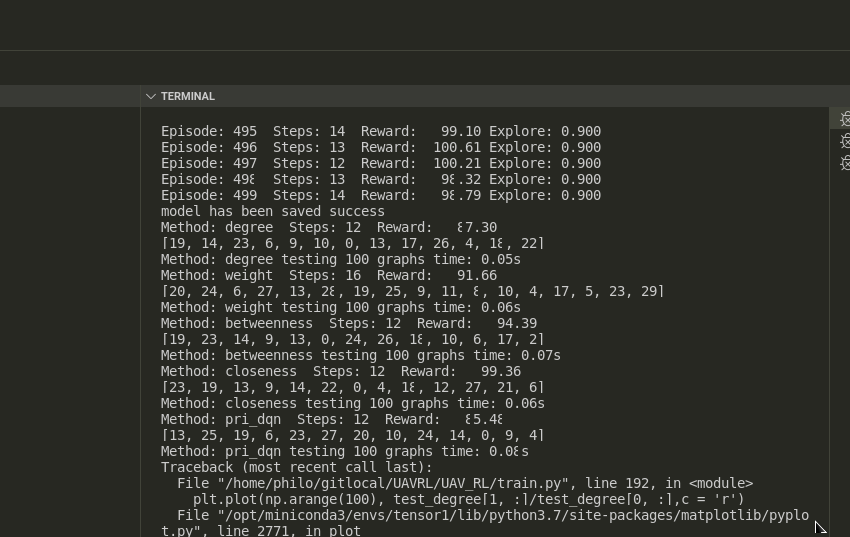 TERMINAL
Episode: 495 Steps: 14 Reward: 99.10 Explore: 0.900
Episode: 496 Steps: 13 Reward: 100.61 Explore: 0.900
Episode: 497 Steps: 12 Reward: 100.21 Explore: 0.900
Episode: 498 Steps: 13 Reward: 98.32 Explore: 0.900
Episode: 499 Steps: 14 Reward: 98.79 Explore: 0.900
model has been saved success
Method: degree Steps: 12 Reward: 87.30
[19, 14, 23, 6, 9, 10, 0, 13, 17, 26, 4, 18, 22]
Method: degree testing 100 graphs time: 0.05s
Method: weight Steps: 16 Reward: 91.66
[20, 24, 6, 27, 13, 28, 19, 25, 9, 11, 8, 10, 4, 17, 5, 23, 29]
Method: weight testing 100 graphs time: 0.06s
Method: betweenness Steps: 12 Reward: 94.39
[19, 23, 14, 9, 13, 0, 24, 26, 18, 10, 6, 17, 2]
Method: betweenness testing 100 graphs time: 0.07s
Method: closeness Steps: 12 Reward: 99.36
[23, 19, 13, 9, 14, 22, 0, 4, 18, 12, 27, 21, 6]
Method: closeness testing 100 graphs time: 0.06s
Method: pri_dqn Steps: 12 Reward: 85.48
[13, 25, 19, 6, 23, 27, 20, 10, 24, 14, 0, 9, 4]
Method: pri_dqn testing 100 graphs time: 0.08s
Traceback (most recent call last):
File "/home/philo/gitlocal/UAVRL/UAV_RL/train.py", line 192, in <module>
plt.plot(np.arange(100), test_degree[1, :]/test_degree[0, :],c = 'r')
File "/opt/miniconda3/envs/tensor1/lib/python3.7/site-packages/matplotlib/pyplo
t.py", line 2771, in plot